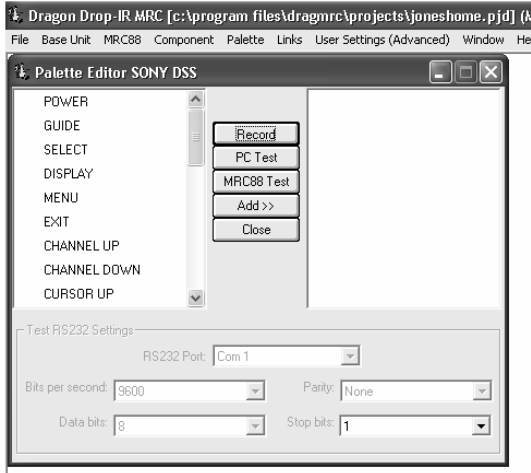 Dragon Drop-IR MRC [c:\program files\dragmrc\projects\joneshome.pjd] (M
File Base Unit MRC88 Component Palette Links User Settings (Advanced) Window He
Palette Editor SONY DSS
POWER
GUIDE
SELECT
DISPLAY
MENU
EXIT
CHANNEL UP
CHANNEL DOWN
CURSOR UP
Record
PC Test
MRC88 Test
Add >>
Close
Test RS232 Settings
RS232 Port: Com 1
Bits per second: 9600 Parity: None
Data bits: 8 Stop bits: 1